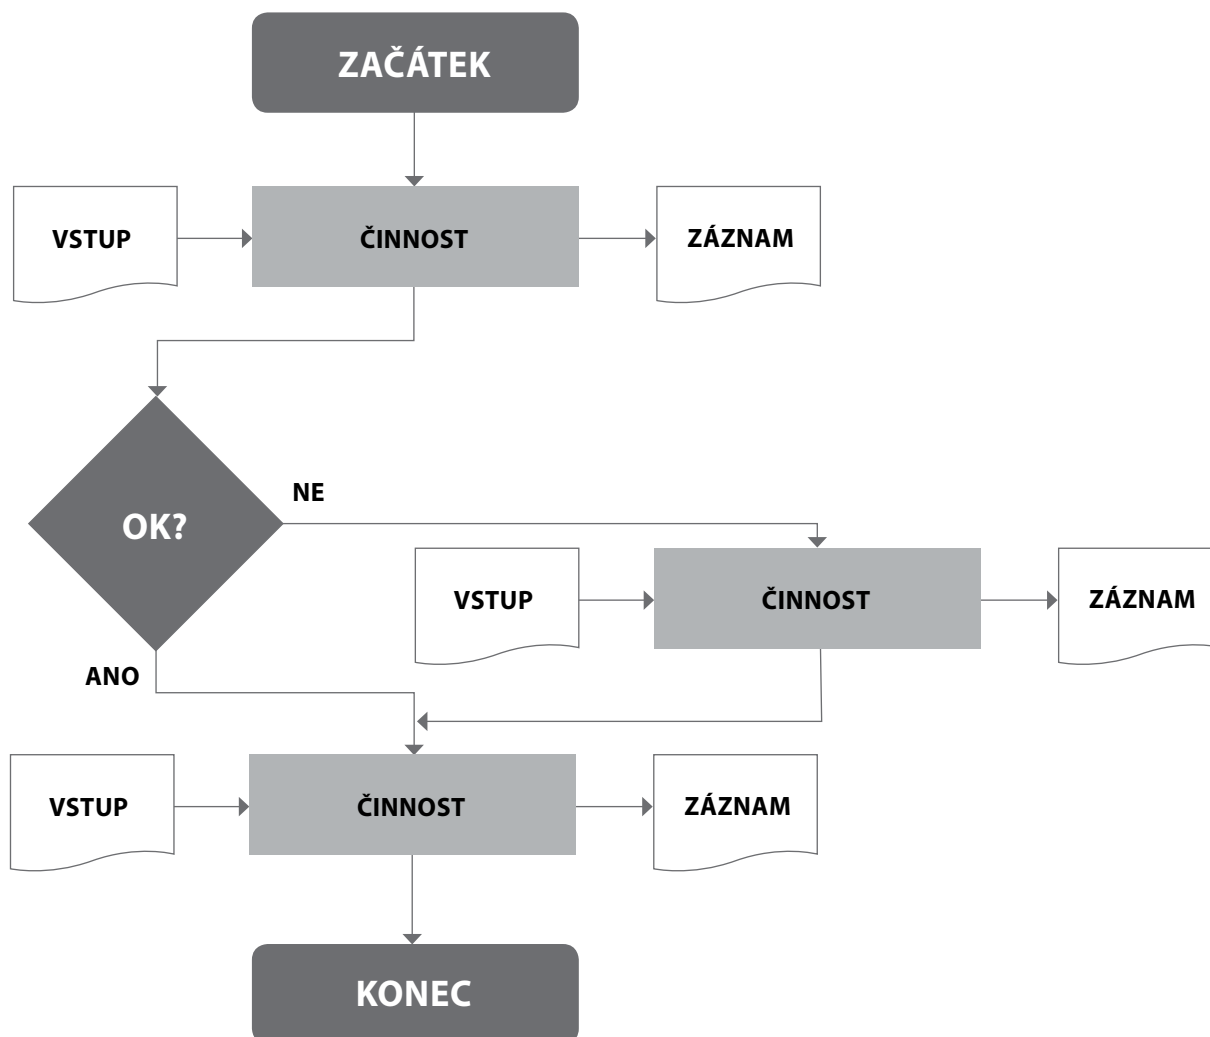 ZAČÁTEK
VSTUP
ČINNOST
ZÁZNAM
OK?
NE
VSTUP
ČINNOST
ZÁZNAM
ANO
VSTUP
ČINNOST
ZÁZNAM
KONEC